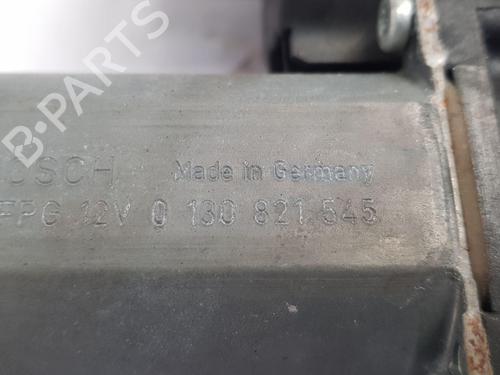 B-PARTS
OSCH Made in Germany
FPG 12V 0 130 821 545